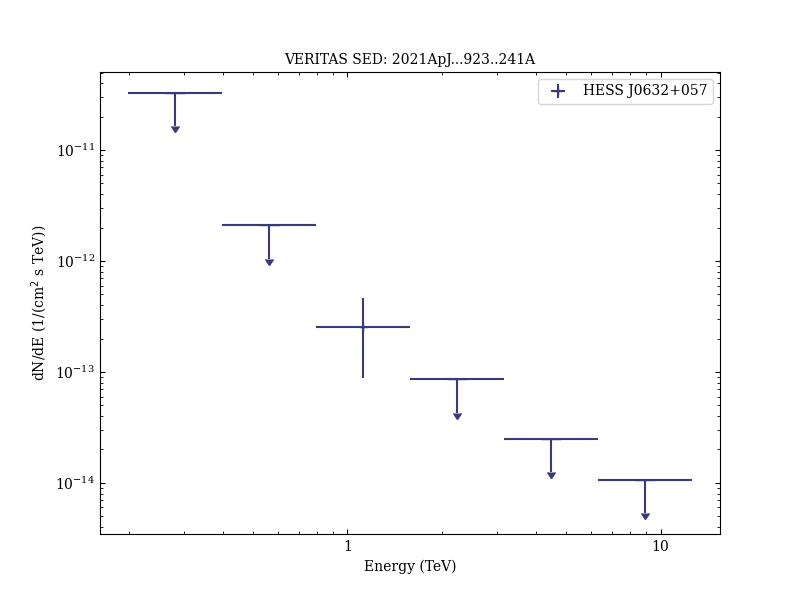 VERITAS SED: 2021ApJ...923..241A
HESS J0632+057
dN/dE (1/(cm² s TeV))
10⁻¹¹
10⁻¹²
10⁻¹³
10⁻¹⁴
1
10
Energy (TeV)